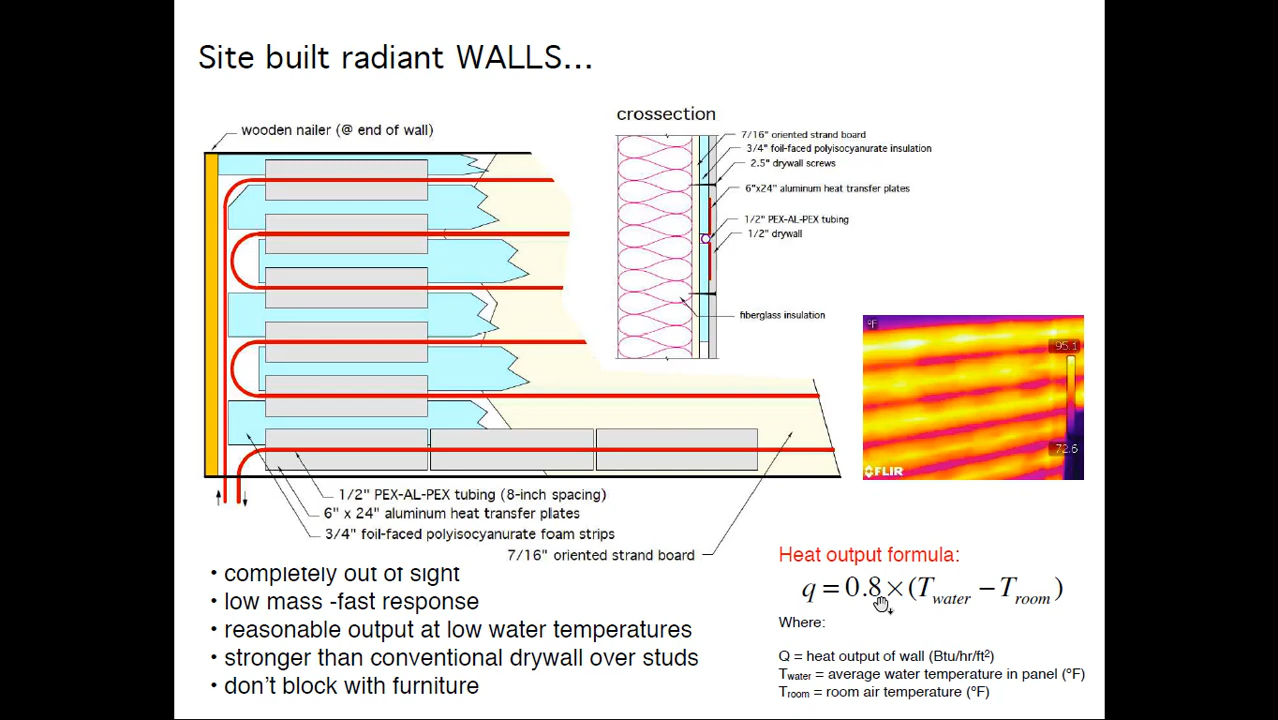 Site built radiant WALLS...
wooden nailer (@ end of wall)
crossection
7/16" oriented strand board
3/4" foil-faced polyisocyanurate insulation
2.5" drywall screws
6"x24" aluminum heat transfer plates
1/2" PEX-AL-PEX tubing
1/2" drywall
fiberglass insulation
°F
95.1
72.6
FLIR
1/2" PEX-AL-PEX tubing (8-inch spacing)
6" x 24" aluminum heat transfer plates
3/4" foil-faced polyisocyanurate foam strips
7/16" oriented strand board
• completely out of sight
• low mass -fast response
• reasonable output at low water temperatures
• stronger than conventional drywall over studs
• don't block with furniture
Heat output formula:
q = 0.8 × (Twater − Troom)
Where:
Q = heat output of wall (Btu/hr/ft²)
Twater = average water temperature in panel (ºF)
Troom = room air temperature (ºF)